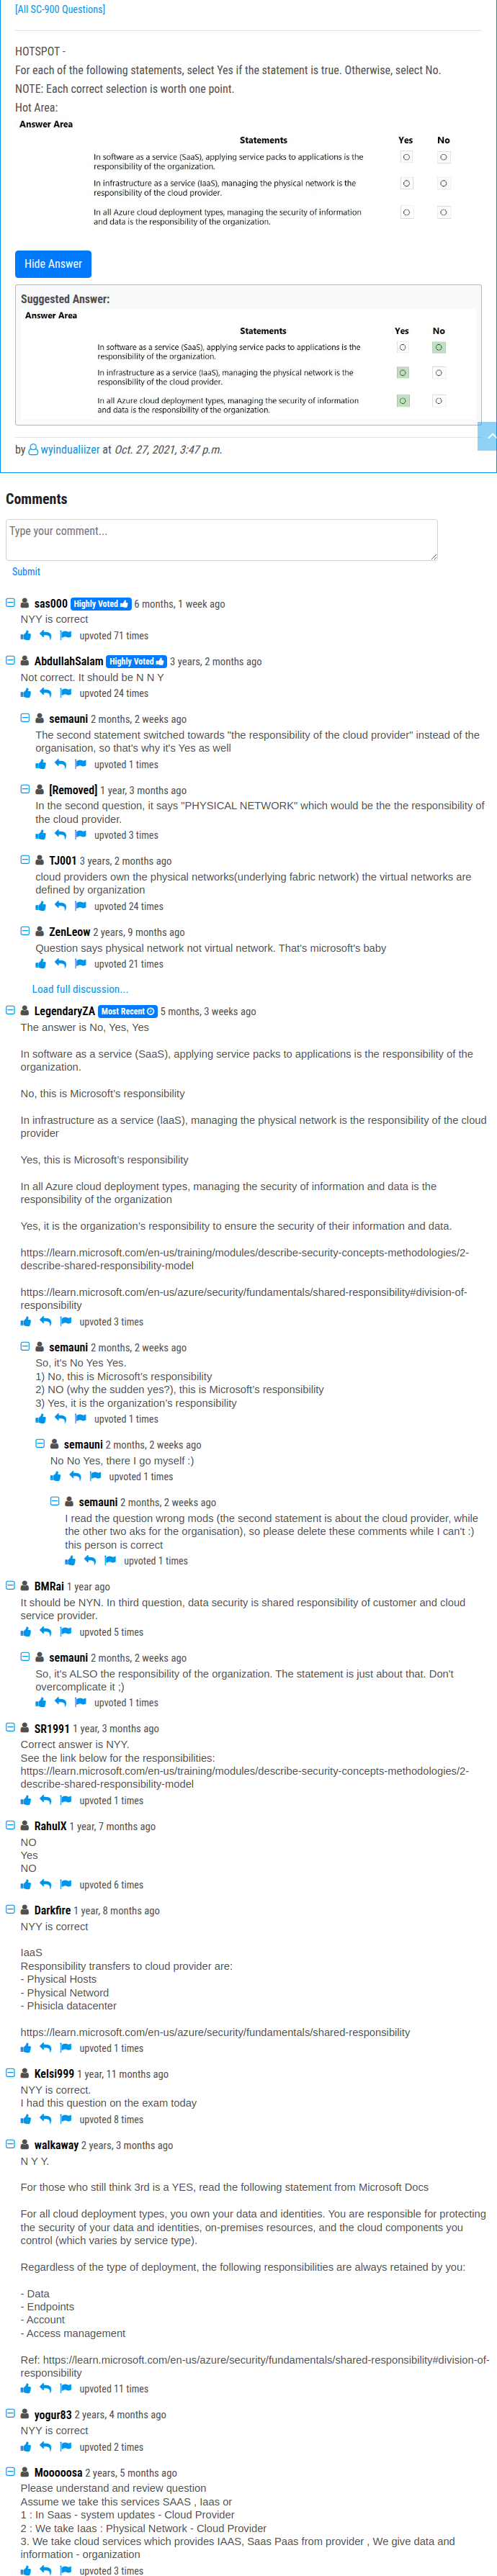 [All SC-900 Questions]
HOTSPOT -
For each of the following statements, select Yes if the statement is true. Otherwise, select No.
NOTE: Each correct selection is worth one point.
Hot Area:
Answer Area
Statements Yes No
In software as a service (SaaS), applying service packs to applications is the
responsibility of the organization.
In infrastructure as a service (IaaS), managing the physical network is the
responsibility of the cloud provider.
In all Azure cloud deployment types, managing the security of information
and data is the responsibility of the organization.
Hide Answer
Suggested Answer:
Answer Area
Statements Yes No
In software as a service (SaaS), applying service packs to applications is the
responsibility of the organization.
In infrastructure as a service (IaaS), managing the physical network is the
responsibility of the cloud provider.
In all Azure cloud deployment types, managing the security of information
and data is the responsibility of the organization.
by wyindualiizer at Oct. 27, 2021, 3:47 p.m.
Comments
Type your comment...
Submit
sas000 Highly Voted 6 months, 1 week ago
NYY is correct
upvoted 71 times
AbdullahSalam Highly Voted 3 years, 2 months ago
Not correct. It should be N N Y
upvoted 24 times
semauni 2 months, 2 weeks ago
The second statement switched towards "the responsibility of the cloud provider" instead of the
organisation, so that's why it's Yes as well
upvoted 1 times
[Removed] 1 year, 3 months ago
In the second question, it says "PHYSICAL NETWORK" which would be the the responsibility of
the cloud provider.
upvoted 3 times
TJ001 3 years, 2 months ago
cloud providers own the physical networks(underlying fabric network) the virtual networks are
defined by organization
upvoted 24 times
ZenLeow 2 years, 9 months ago
Question says physical network not virtual network. That's microsoft's baby
upvoted 21 times
Load full discussion...
LegendaryZA Most Recent 5 months, 3 weeks ago
The answer is No, Yes, Yes
In software as a service (SaaS), applying service packs to applications is the responsibility of the
organization.
No, this is Microsoft's responsibility
In infrastructure as a service (IaaS), managing the physical network is the responsibility of the cloud
provider
Yes, this is Microsoft's responsibility
In all Azure cloud deployment types, managing the security of information and data is the
responsibility of the organization
Yes, it is the organization's responsibility to ensure the security of their information and data.
https://learn.microsoft.com/en-us/training/modules/describe-security-concepts-methodologies/2-
describe-shared-responsibility-model
https://learn.microsoft.com/en-us/azure/security/fundamentals/shared-responsibility#division-of-
responsibility
upvoted 3 times
semauni 2 months, 2 weeks ago
So, it's No Yes Yes.
1) No, this is Microsoft's responsibility
2) NO (why the sudden yes?), this is Microsoft's responsibility
3) Yes, it is the organization's responsibility
upvoted 1 times
semauni 2 months, 2 weeks ago
No No Yes, there I go myself :)
upvoted 1 times
semauni 2 months, 2 weeks ago
I read the question wrong mods (the second statement is about the cloud provider, while
the other two aks for the organisation), so please delete these comments while I can't :)
this person is correct
upvoted 1 times
BMRai 1 year ago
It should be NYN. In third question, data security is shared responsibility of customer and cloud
service provider.
upvoted 5 times
semauni 2 months, 2 weeks ago
So, it's ALSO the responsibility of the organization. The statement is just about that. Don't
overcomplicate it ;)
upvoted 1 times
SR1991 1 year, 3 months ago
Correct answer is NYY.
See the link below for the responsibilities:
https://learn.microsoft.com/en-us/training/modules/describe-security-concepts-methodologies/2-
describe-shared-responsibility-model
upvoted 1 times
RahulX 1 year, 7 months ago
NO
Yes
NO
upvoted 6 times
Darkfire 1 year, 8 months ago
NYY is correct
IaaS
Responsibility transfers to cloud provider are:
- Physical Hosts
- Physical Netword
- Phisicla datacenter
https://learn.microsoft.com/en-us/azure/security/fundamentals/shared-responsibility
upvoted 1 times
Kelsi999 1 year, 11 months ago
NYY is correct.
I had this question on the exam today
upvoted 8 times
walkaway 2 years, 3 months ago
N Y Y.
For those who still think 3rd is a YES, read the following statement from Microsoft Docs
For all cloud deployment types, you own your data and identities. You are responsible for protecting
the security of your data and identities, on-premises resources, and the cloud components you
control (which varies by service type).
Regardless of the type of deployment, the following responsibilities are always retained by you:
- Data
- Endpoints
- Account
- Access management
Ref: https://learn.microsoft.com/en-us/azure/security/fundamentals/shared-responsibility#division-of-
responsibility
upvoted 11 times
yogur83 2 years, 4 months ago
NYY is correct
upvoted 2 times
Mooooosa 2 years, 5 months ago
Please understand and review question
Assume we take this services SAAS , Iaas or
1 : In Saas - system updates - Cloud Provider
2 : We take Iaas : Physical Network - Cloud Provider
3. We take cloud services which provides IAAS, Saas Paas from provider , We give data and
information - organization
upvoted 3 times